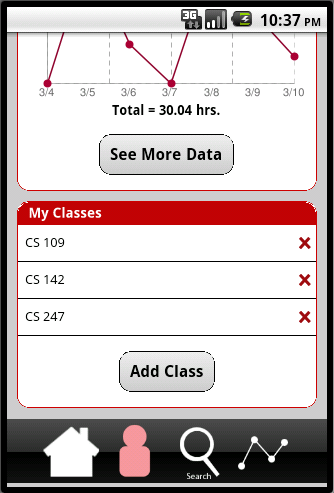 3G 10:37 PM
3/4 3/5 3/6 3/7 3/8 3/9 3/10
Total = 30.04 hrs.
See More Data
My Classes
CS 109
CS 142
CS 247
Add Class
Search